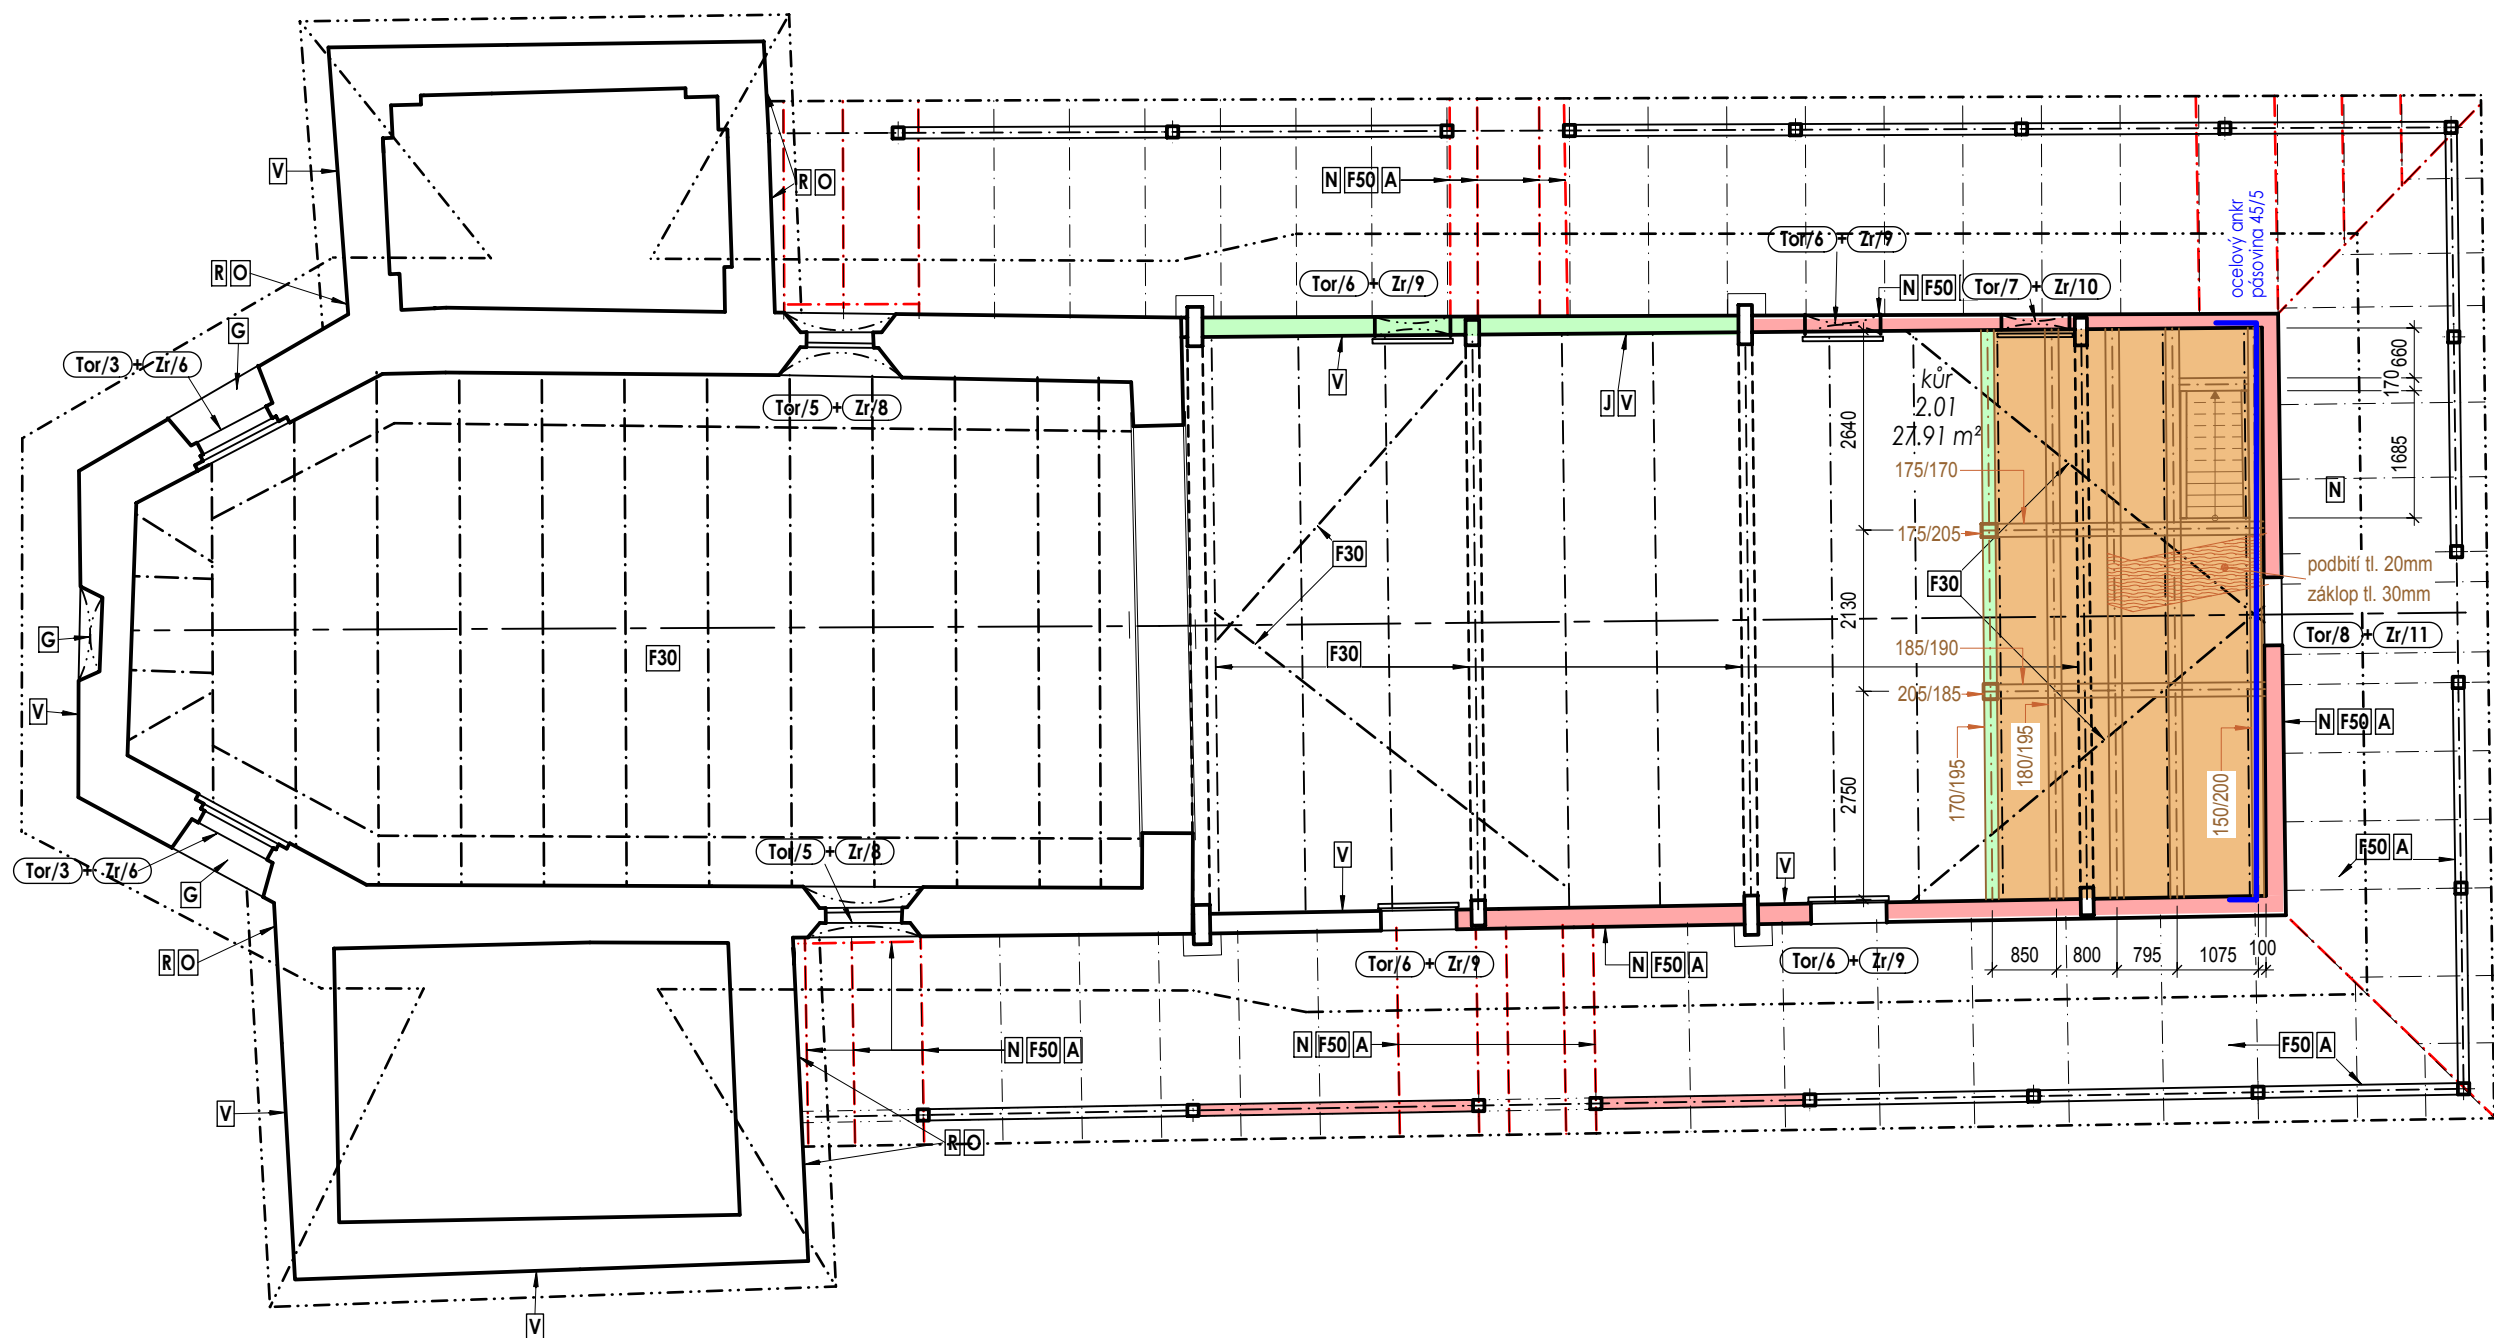 V
R O
N F50 A
ocelový ankr
pásovina 45/5
Tor/6 + Zr/9
R O
Tor/6 + Zr/9
N F50
Tor/7 + Zr/10
G
Tor/3 + Zr/6
V
J V
Tor/5 + Zr/8
kůr
2.01
27.91 m²
660
170
1685
2640
175/170
N
175/205
F30
F30
podbití tl. 20mm
záklop tl. 30mm
2130
G
F30
F30
Tor/8 + Zr/11
185/190
205/185
V
N F50 A
180/195
170/195
150/200
2750
Tor/3 + Zr/6
G
Tor/5 + Zr/8
V
V
F50 A
R O
Tor/6 + Zr/9
N F50 A
Tor/6 + Zr/9
850
800
795
1075
100
N F50 A
N F50 A
F50 A
V
R O
V